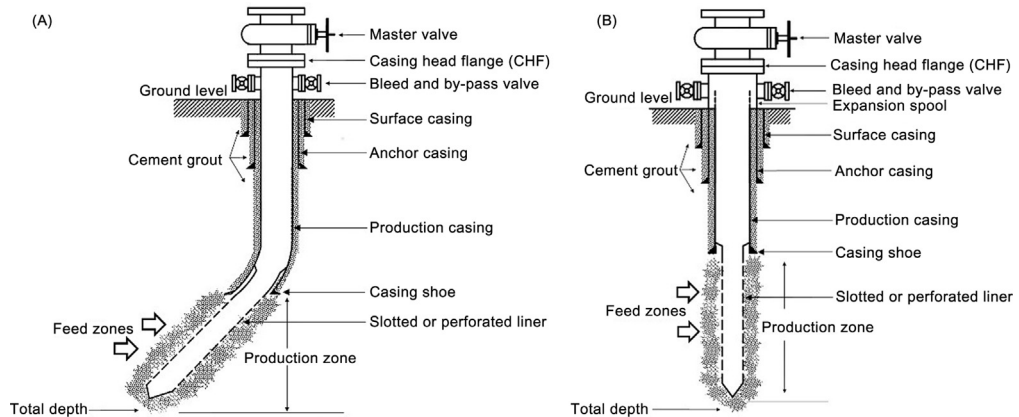 (A)
Master valve
Casing head flange (CHF)
Bleed and by-pass valve
Ground level
Surface casing
Cement grout
Anchor casing
Production casing
Casing shoe
Slotted or perforated liner
Feed zones
Production zone
Total depth
(B)
Master valve
Casing head flange (CHF)
Bleed and by-pass valve
Ground level
Expansion spool
Surface casing
Cement grout
Anchor casing
Production casing
Casing shoe
Slotted or perforated liner
Feed zones
Production zone
Total depth